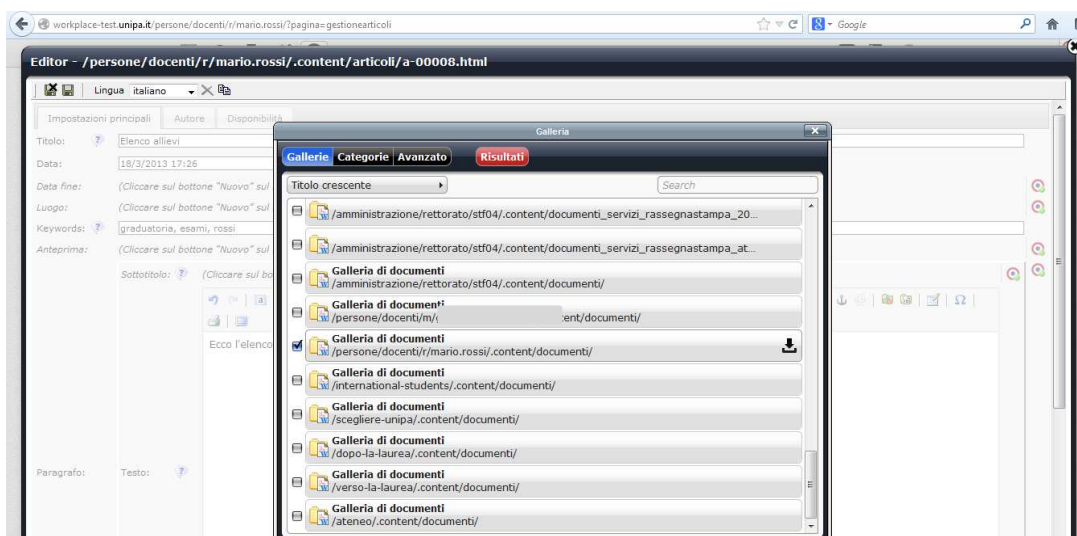 workplace-test.unipa.it/persone/docenti/r/mario.rossi/?pagina=gestionearticoli
Google
Editor - /persone/docenti/r/mario.rossi/.content/articoli/a-00008.html
Lingua italiano
Impostazioni principali Autore Disponibilità
Galleria
Titolo: ? Elenco allievi
Gallerie Categorie Avanzato Risultati
Data: 18/3/2013 17:26
Titolo crescente Search
Data fine: (Cliccare sul bottone "Nuovo" sul
Luogo: (Cliccare sul bottone "Nuovo" sul
/amministrazione/rettorato/stf04/.content/documenti_servizi_rassegnastampa_20...
Keywords: ? graduatoria, esami, rossi
Anteprima: (Cliccare sul bottone "Nuovo" sul
/amministrazione/rettorato/stf04/.content/documenti_servizi_rassegnastampa_at...
Sottotitolo: ? (Cliccare sul bo
Galleria di documenti
/amministrazione/rettorato/stf04/.content/documenti/
Galleria di documenti
/persone/docenti/m/ :ent/documenti/
Ecco l'elenco
Galleria di documenti
/persone/docenti/r/mario.rossi/.content/documenti/
Galleria di documenti
/international-students/.content/documenti/
Galleria di documenti
/scegliere-unipa/.content/documenti/
Galleria di documenti
/dopo-la-laurea/.content/documenti/
Paragrafo: Testo: ?
Galleria di documenti
/verso-la-laurea/.content/documenti/
Galleria di documenti
/ateneo/.content/documenti/